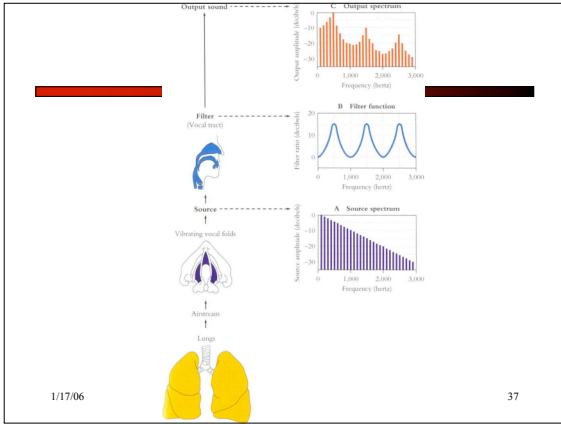 Output sound
C Output spectrum
Output amplitude (decibels)
0
-10
-20
-30
0
1,000
2,000
3,000
Frequency (hertz)
Filter
(Vocal tract)
B Filter function
Filter ratio (decibels)
20
10
0
0
1,000
2,000
3,000
Frequency (hertz)
Source
A Source spectrum
Vibrating vocal folds
Source amplitude (decibels)
0
-10
-20
-30
0
1,000
2,000
3,000
Frequency (hertz)
Airstream
Lungs
1/17/06
37